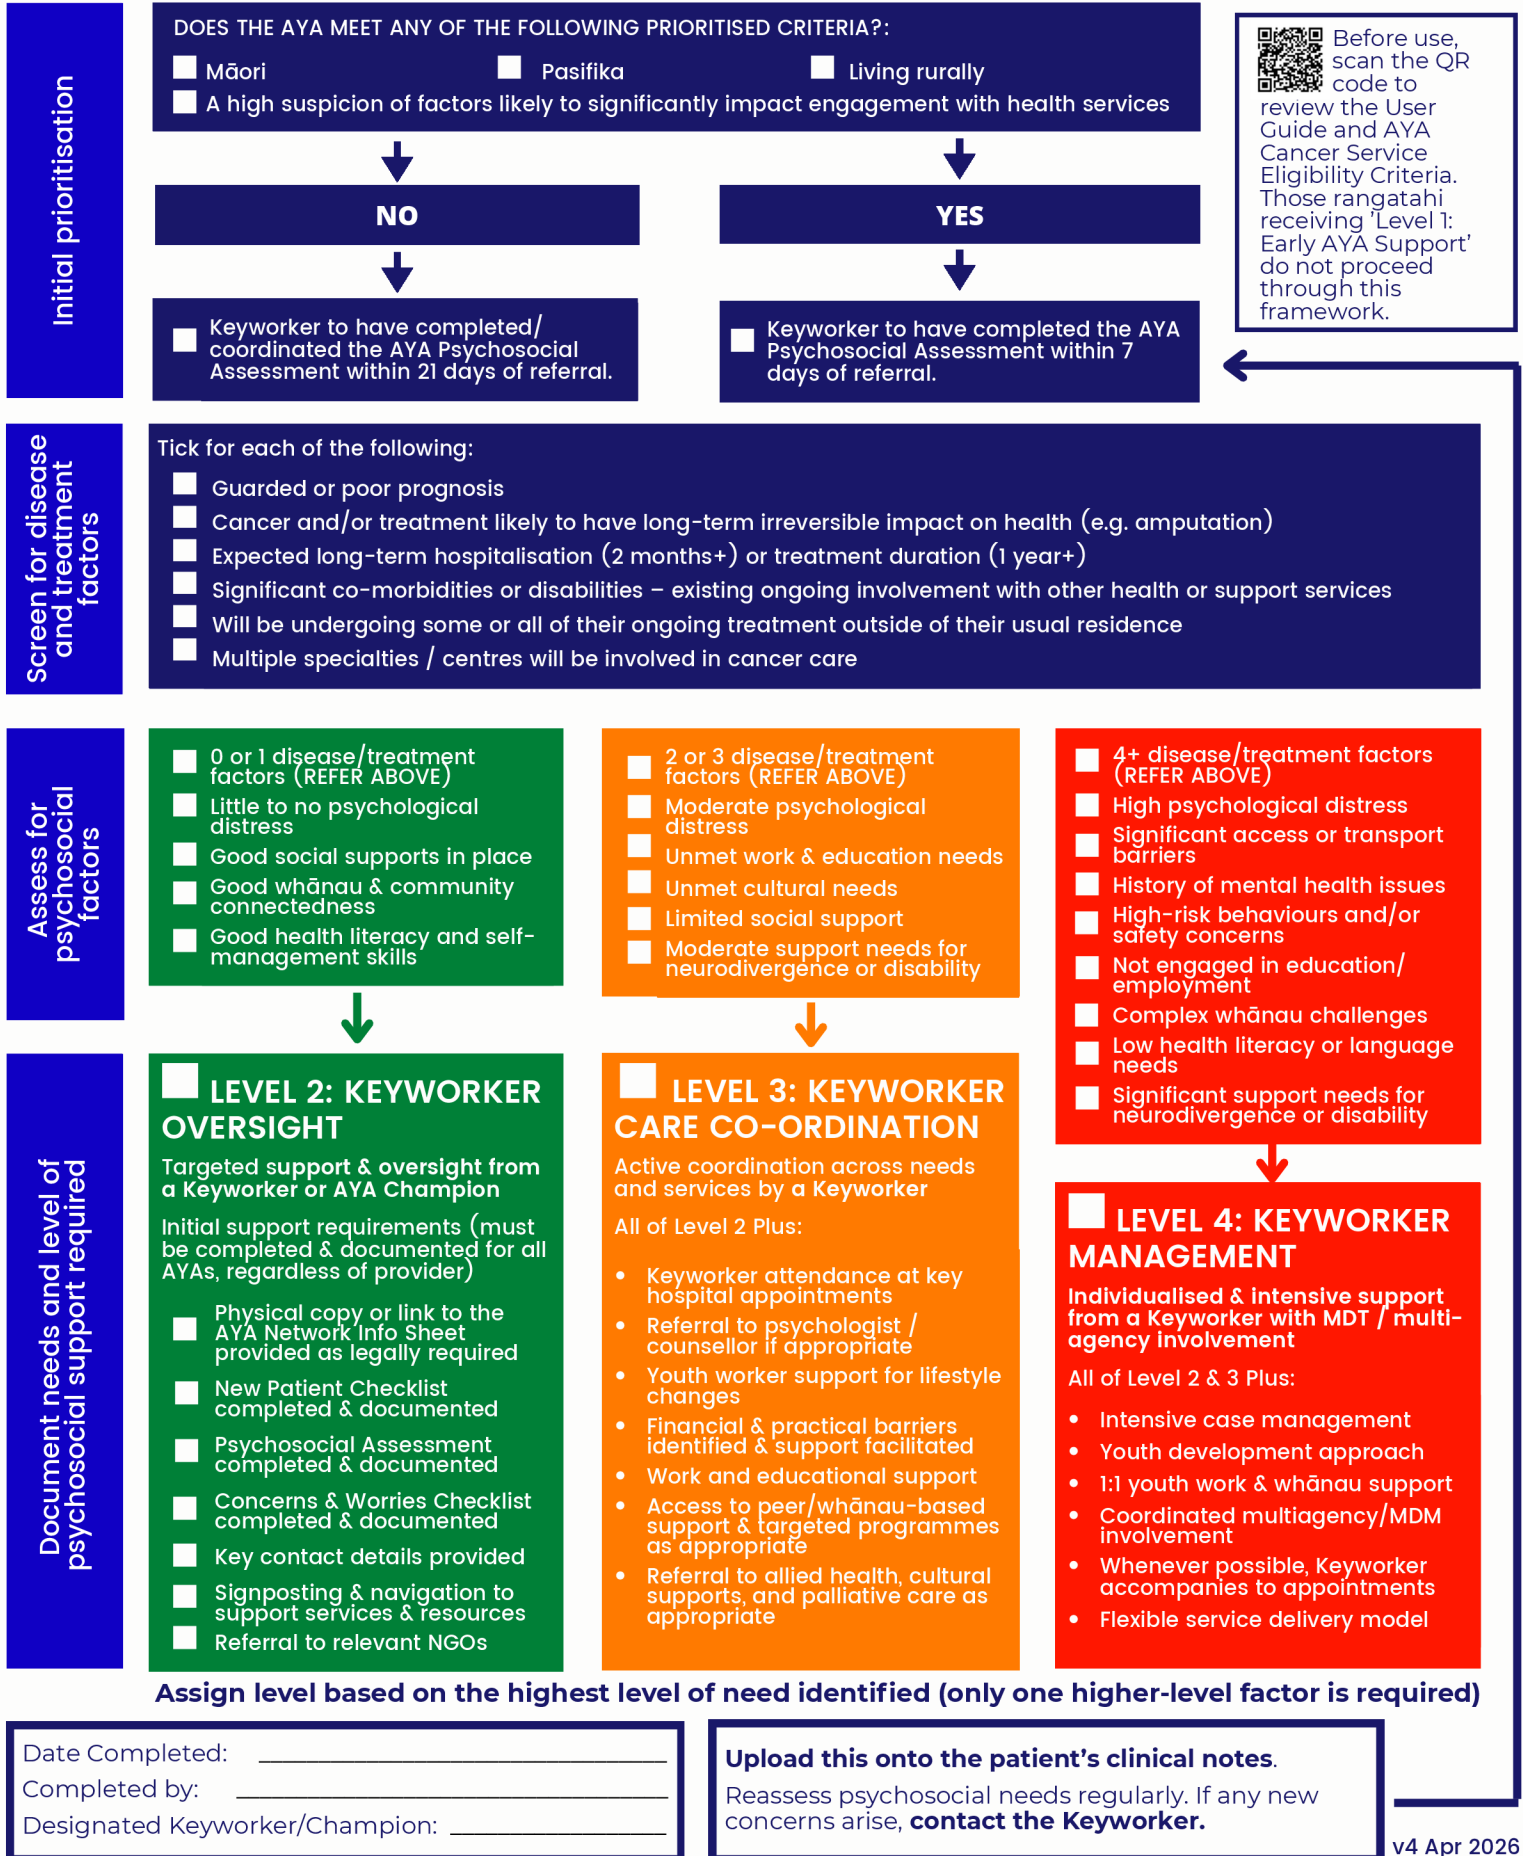 Initial prioritisation
DOES THE AYA MEET ANY OF THE FOLLOWING PRIORITISED CRITERIA?:
Māori
Pasifika
Living rurally
A high suspicion of factors likely to significantly impact engagement with health services
NO
YES
Keyworker to have completed/
coordinated the AYA Psychosocial
Assessment within 21 days of referral.
Keyworker to have completed the AYA
Psychosocial Assessment within 7
days of referral.
Before use,
scan the QR
code to
review the User
Guide and AYA
Cancer Service
Eligibility Criteria.
Those rangatahi
receiving 'Level 1:
Early AYA Support'
do not proceed
through this
framework.
Screen for disease
and treatment
factors
Tick for each of the following:
Guarded or poor prognosis
Cancer and/or treatment likely to have long-term irreversible impact on health (e.g. amputation)
Expected long-term hospitalisation (2 months+) or treatment duration (1 year+)
Significant co-morbidities or disabilities – existing ongoing involvement with other health or support services
Will be undergoing some or all of their ongoing treatment outside of their usual residence
Multiple specialties / centres will be involved in cancer care
Assess for
psychosocial
factors
0 or 1 disease/treatment
factors (REFER ABOVE)
Little to no psychological
distress
Good social supports in place
Good whānau & community
connectedness
Good health literacy and self-
management skills
2 or 3 disease/treatment
factors (REFER ABOVE)
Moderate psychological
distress
Unmet work & education needs
Unmet cultural needs
Limited social support
Moderate support needs for
neurodivergence or disability
4+ disease/treatment factors
(REFER ABOVE)
High psychological distress
Significant access or transport
barriers
History of mental health issues
High-risk behaviours and/or
safety concerns
Not engaged in education/
employment
Complex whānau challenges
Low health literacy or language
needs
Significant support needs for
neurodivergence or disability
Document needs and level of
psychosocial support required
LEVEL 2: KEYWORKER
OVERSIGHT
Targeted support & oversight from
a Keyworker or AYA Champion
Initial support requirements (must
be completed & documented for all
AYAs, regardless of provider)
Physical copy or link to the
AYA Network Info Sheet
provided as legally required
New Patient Checklist
completed & documented
Psychosocial Assessment
completed & documented
Concerns & Worries Checklist
completed & documented
Key contact details provided
Signposting & navigation to
support services & resources
Referral to relevant NGOs
LEVEL 3: KEYWORKER
CARE CO-ORDINATION
Active coordination across needs
and services by a Keyworker
All of Level 2 Plus:
• Keyworker attendance at key
hospital appointments
• Referral to psychologist /
counsellor if appropriate
• Youth worker support for lifestyle
changes
• Financial & practical barriers
identified & support facilitated
• Work and educational support
• Access to peer/whānau-based
support & targeted programmes
as appropriate
• Referral to allied health, cultural
supports, and palliative care as
appropriate
LEVEL 4: KEYWORKER
MANAGEMENT
Individualised & intensive support
from a Keyworker with MDT / multi-
agency involvement
All of Level 2 & 3 Plus:
• Intensive case management
• Youth development approach
• 1:1 youth work & whānau support
• Coordinated multiagency/MDM
involvement
• Whenever possible, Keyworker
accompanies to appointments
• Flexible service delivery model
Assign level based on the highest level of need identified (only one higher-level factor is required)
Date Completed:
Completed by:
Designated Keyworker/Champion:
Upload this onto the patient's clinical notes.
Reassess psychosocial needs regularly. If any new
concerns arise, contact the Keyworker.
v4 Apr 2026